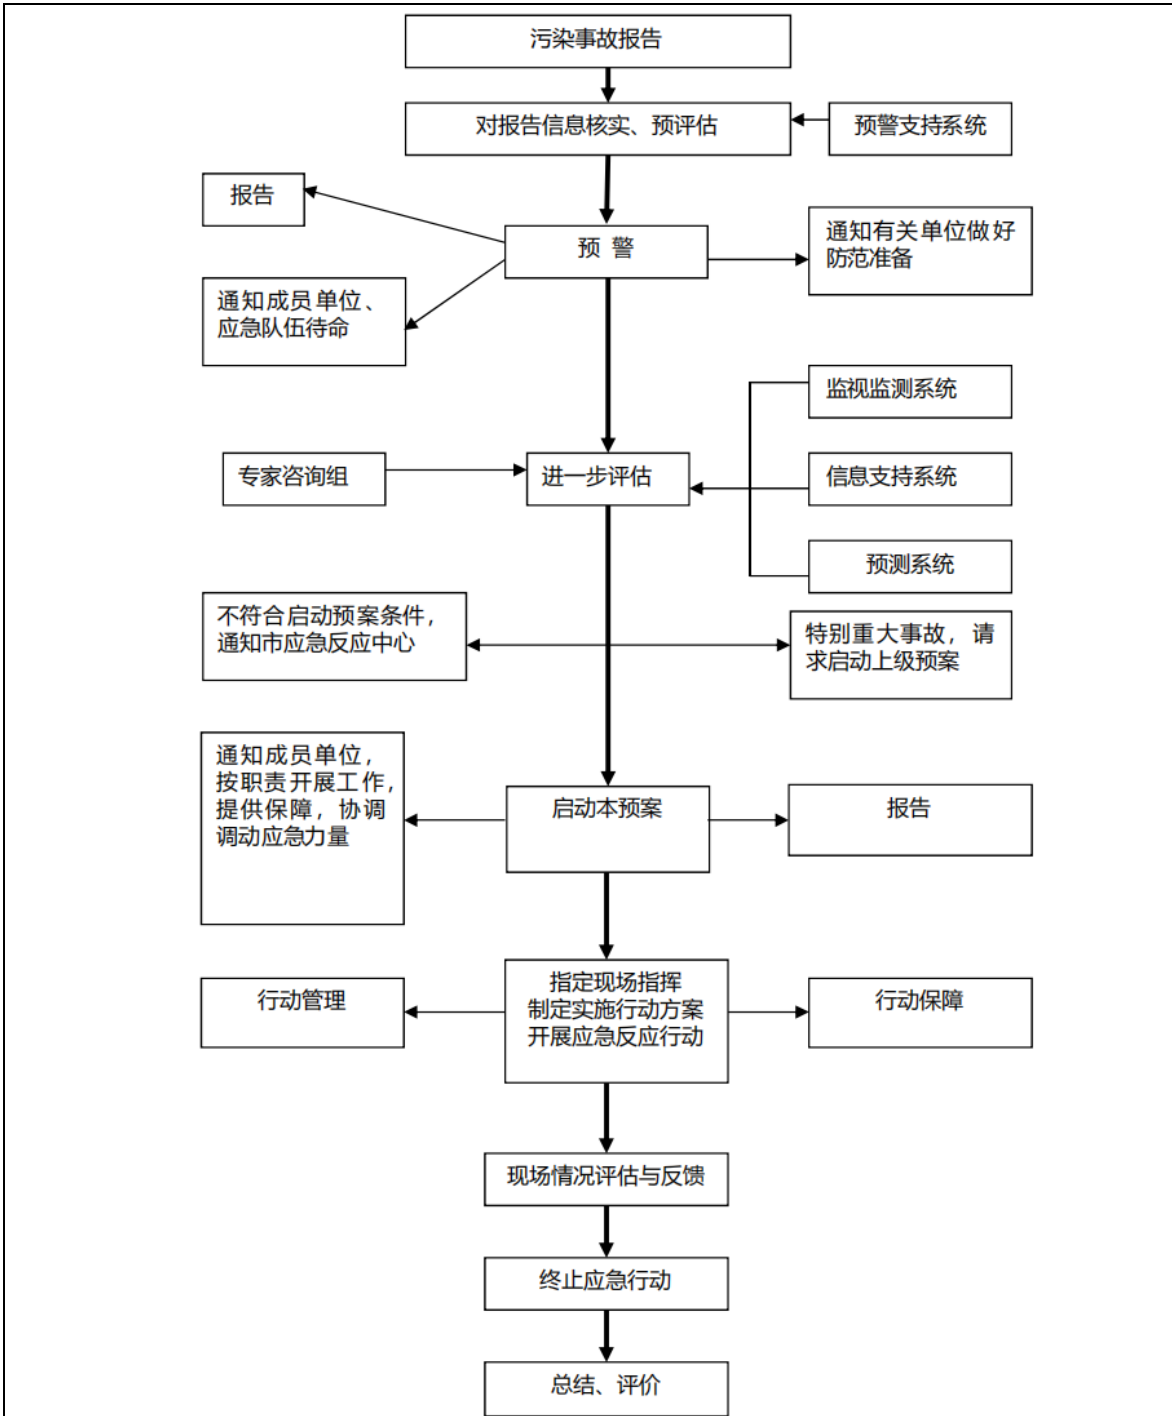 污染事故报告
对报告信息核实、预评估
预警支持系统
报告
预 警
通知有关单位做好
防范准备
通知成员单位、
应急队伍待命
监视监测系统
专家咨询组
进一步评估
信息支持系统
预测系统
不符合启动预案条件，
通知市应急反应中心
特别重大事故，请
求启动上级预案
通知成员单位，
按职责开展工作，
提供保障，协调
调动应急力量
启动本预案
报告
行动管理
指定现场指挥
制定实施行动方案
开展应急反应行动
行动保障
现场情况评估与反馈
终止应急行动
总结、评价